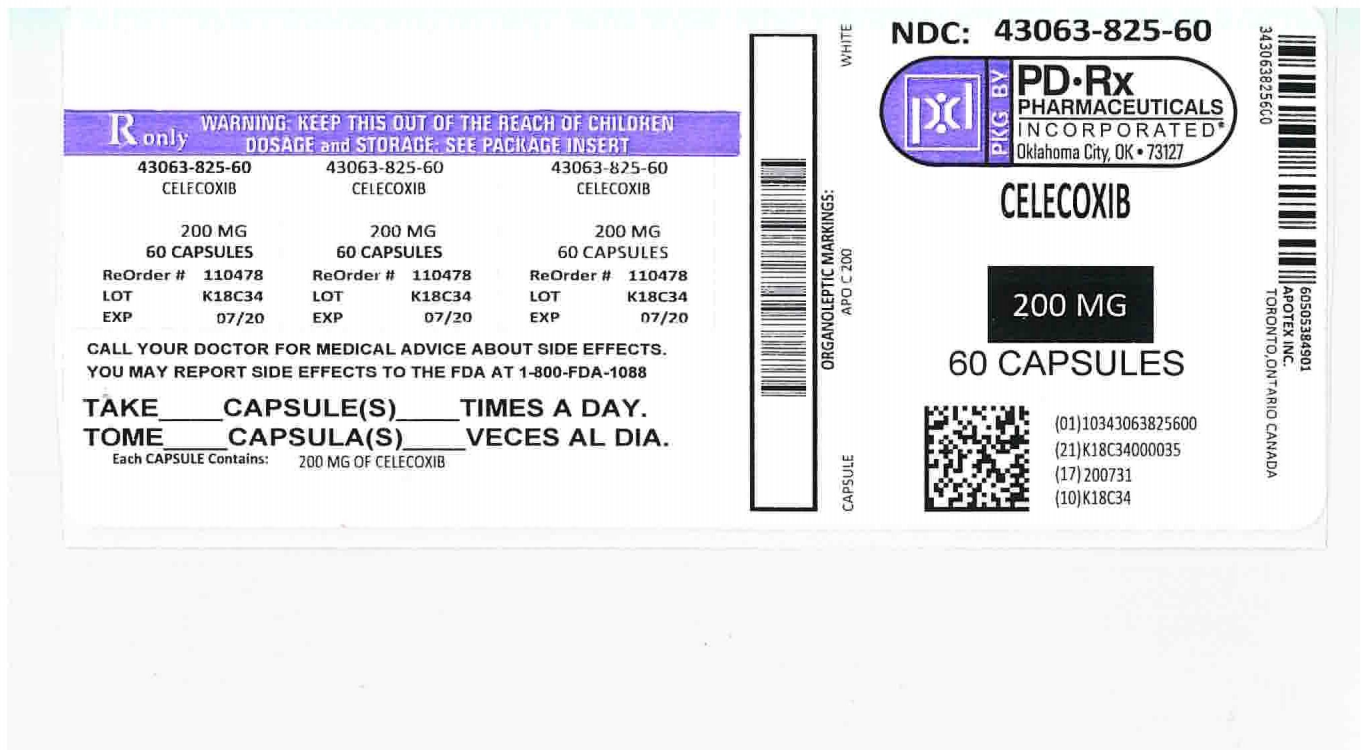 R only WARNING: KEEP THIS OUT OF THE REACH OF CHILDREN
DOSAGE and STORAGE: SEE PACKAGE INSERT
43063-825-60 43063-825-60 43063-825-60
CELECOXIB CELECOXIB CELECOXIB
200 MG 200 MG 200 MG
60 CAPSULES 60 CAPSULES 60 CAPSULES
ReOrder # 110478 ReOrder # 110478 ReOrder # 110478
LOT K18C34 LOT K18C34 LOT K18C34
EXP 07/20 EXP 07/20 EXP 07/20
CALL YOUR DOCTOR FOR MEDICAL ADVICE ABOUT SIDE EFFECTS.
YOU MAY REPORT SIDE EFFECTS TO THE FDA AT 1-800-FDA-1088
TAKE____CAPSULE(S)____TIMES A DAY.
TOME____CAPSULA(S)____VECES AL DIA.
Each CAPSULE Contains: 200 MG OF CELECOXIB
ORGANOLEPTIC MARKINGS:
CAPSULE APO C 200 WHITE
NDC: 43063-825-60
pd
PKG BY
PD•Rx
PHARMACEUTICALS
INCORPORATED®
Oklahoma City, OK • 73127
CELECOXIB
200 MG
60 CAPSULES
(01)10343063825600
(21)K18C34000035
(17)200731
(10)K18C34
343063825600
60505384901
APOTEX INC.
TORONTO,ONTARIO CANADA